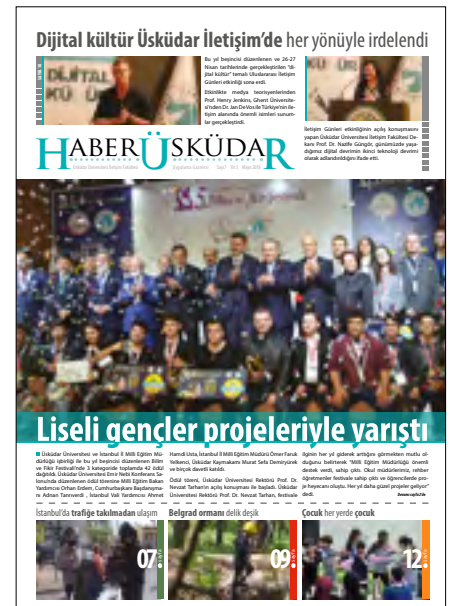 Dijital kültür Üsküdar İletişim'de her yönüyle irdelendi
Bu yıl beşincisi düzenlenen ve 26-27
Nisan tarihlerinde gerçekleştirilen "di-
jital kültür" temalı Uluslararası İletişim
Günleri etkinliği sona erdi.
Etkinlikte medya teorisyenlerinden
Prof. Henry Jenkins, Ghent Üniversite-
si'nden Dr. Jan De Vos ile Türkiye'nin ile-
tişim alanında önemli isimleri sunum-
lar gerçekleştirdi.
İletişim Günleri etkinliğinin açılış konuşmasını
yapan Üsküdar Üniversitesi İletişim Fakültesi De-
kanı Prof. Dr. Nazife Güngör, günümüzde yaşa-
dığımız dijital devrimin ikinci teknoloji devrimi
olarak adlandırıldığını ifade etti.
HABERÜSKÜDAR
Üsküdar Üniversitesi İletişim Fakültesi Uygulama Gazetesi
Liseli gençler projeleriyle yarıştı
Üsküdar Üniversitesi ve İstanbul İl Milli Eğitim Mü-
dürlüğü işbirliği ile bu yıl beşincisi düzenlenen Bilim
ve Fikir Festivali'nde 3 kategoride toplamda 42 ödül
dağıtıldı. Üsküdar Üniversitesi Emir Nebi Konferans Sa-
lonu'nda düzenlenen ödül törenine Milli Eğitim Bakan
Yardımcısı Orhan Erdem, Cumhurbaşkanı Başdanışma-
nı Adnan Tanrıverdi, İstanbul Vali Yardımcısı Ahmet
Hamdi Usta, İstanbul İl Milli Eğitim Müdürü Ömer Faruk
Yelkenci, Üsküdar Kaymakamı Murat Sefa Demiryürek
ve birçok davetli katıldı.
Ödül töreni, Üsküdar Üniversitesi Rektörü Prof. Dr.
Nevzat Tarhan'ın açılış konuşması ile başladı. Üsküdar
Üniversitesi Rektörü Prof. Dr. Nevzat Tarhan, festivale
ilginin her yıl giderek arttığını görmekten mutlu ol-
duğunu belirterek "Milli Eğitim Müdürlüğü önemli
destek verdi, sahip çıktı. Okul müdürlerimiz, rehber
öğretmenler festivale sahip çıktı ve öğrencilerde pro-
je heyecanı oluştu. Her yıl daha güzel projeler geliyor"
dedi.
İstanbul'da trafiğe takılmadan ulaşım
07.
Belgrad ormanı delik deşik
09.
Çocuk her yerde çocuk
12.